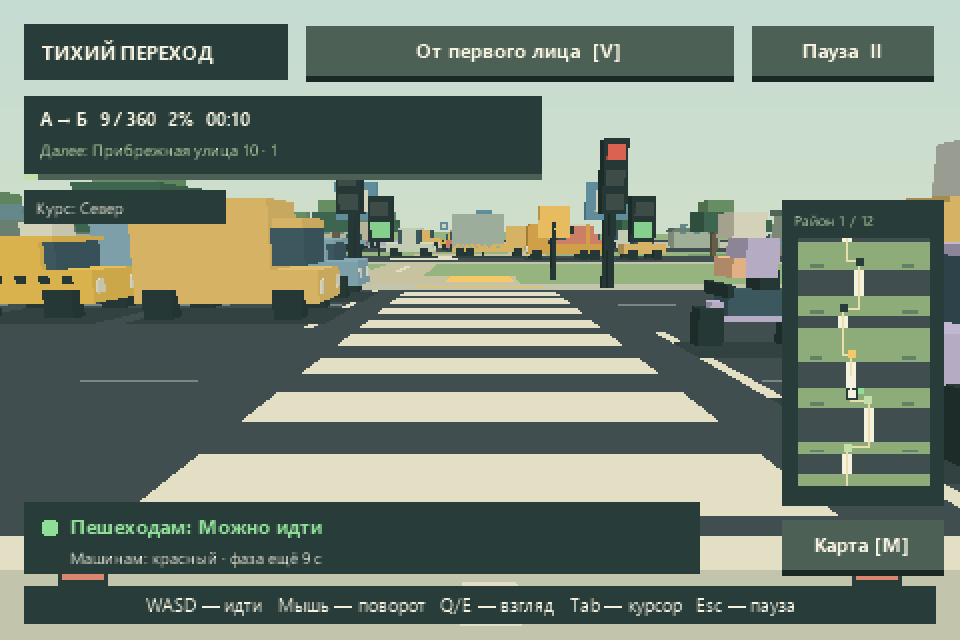 ТИХИЙ ПЕРЕХОД
От первого лица [V]
Пауза II
А — Б 9 / 360 2% 00:10
Далее: Прибрежная улица 10 · 1
Курс: Север
Район 1 / 12
Пешеходам: Можно идти
Машинам: красный · фаза ещё 9 с
Карта [M]
WASD — идти Мышь — поворот Q/E — взгляд Tab — курсор Esc — пауза